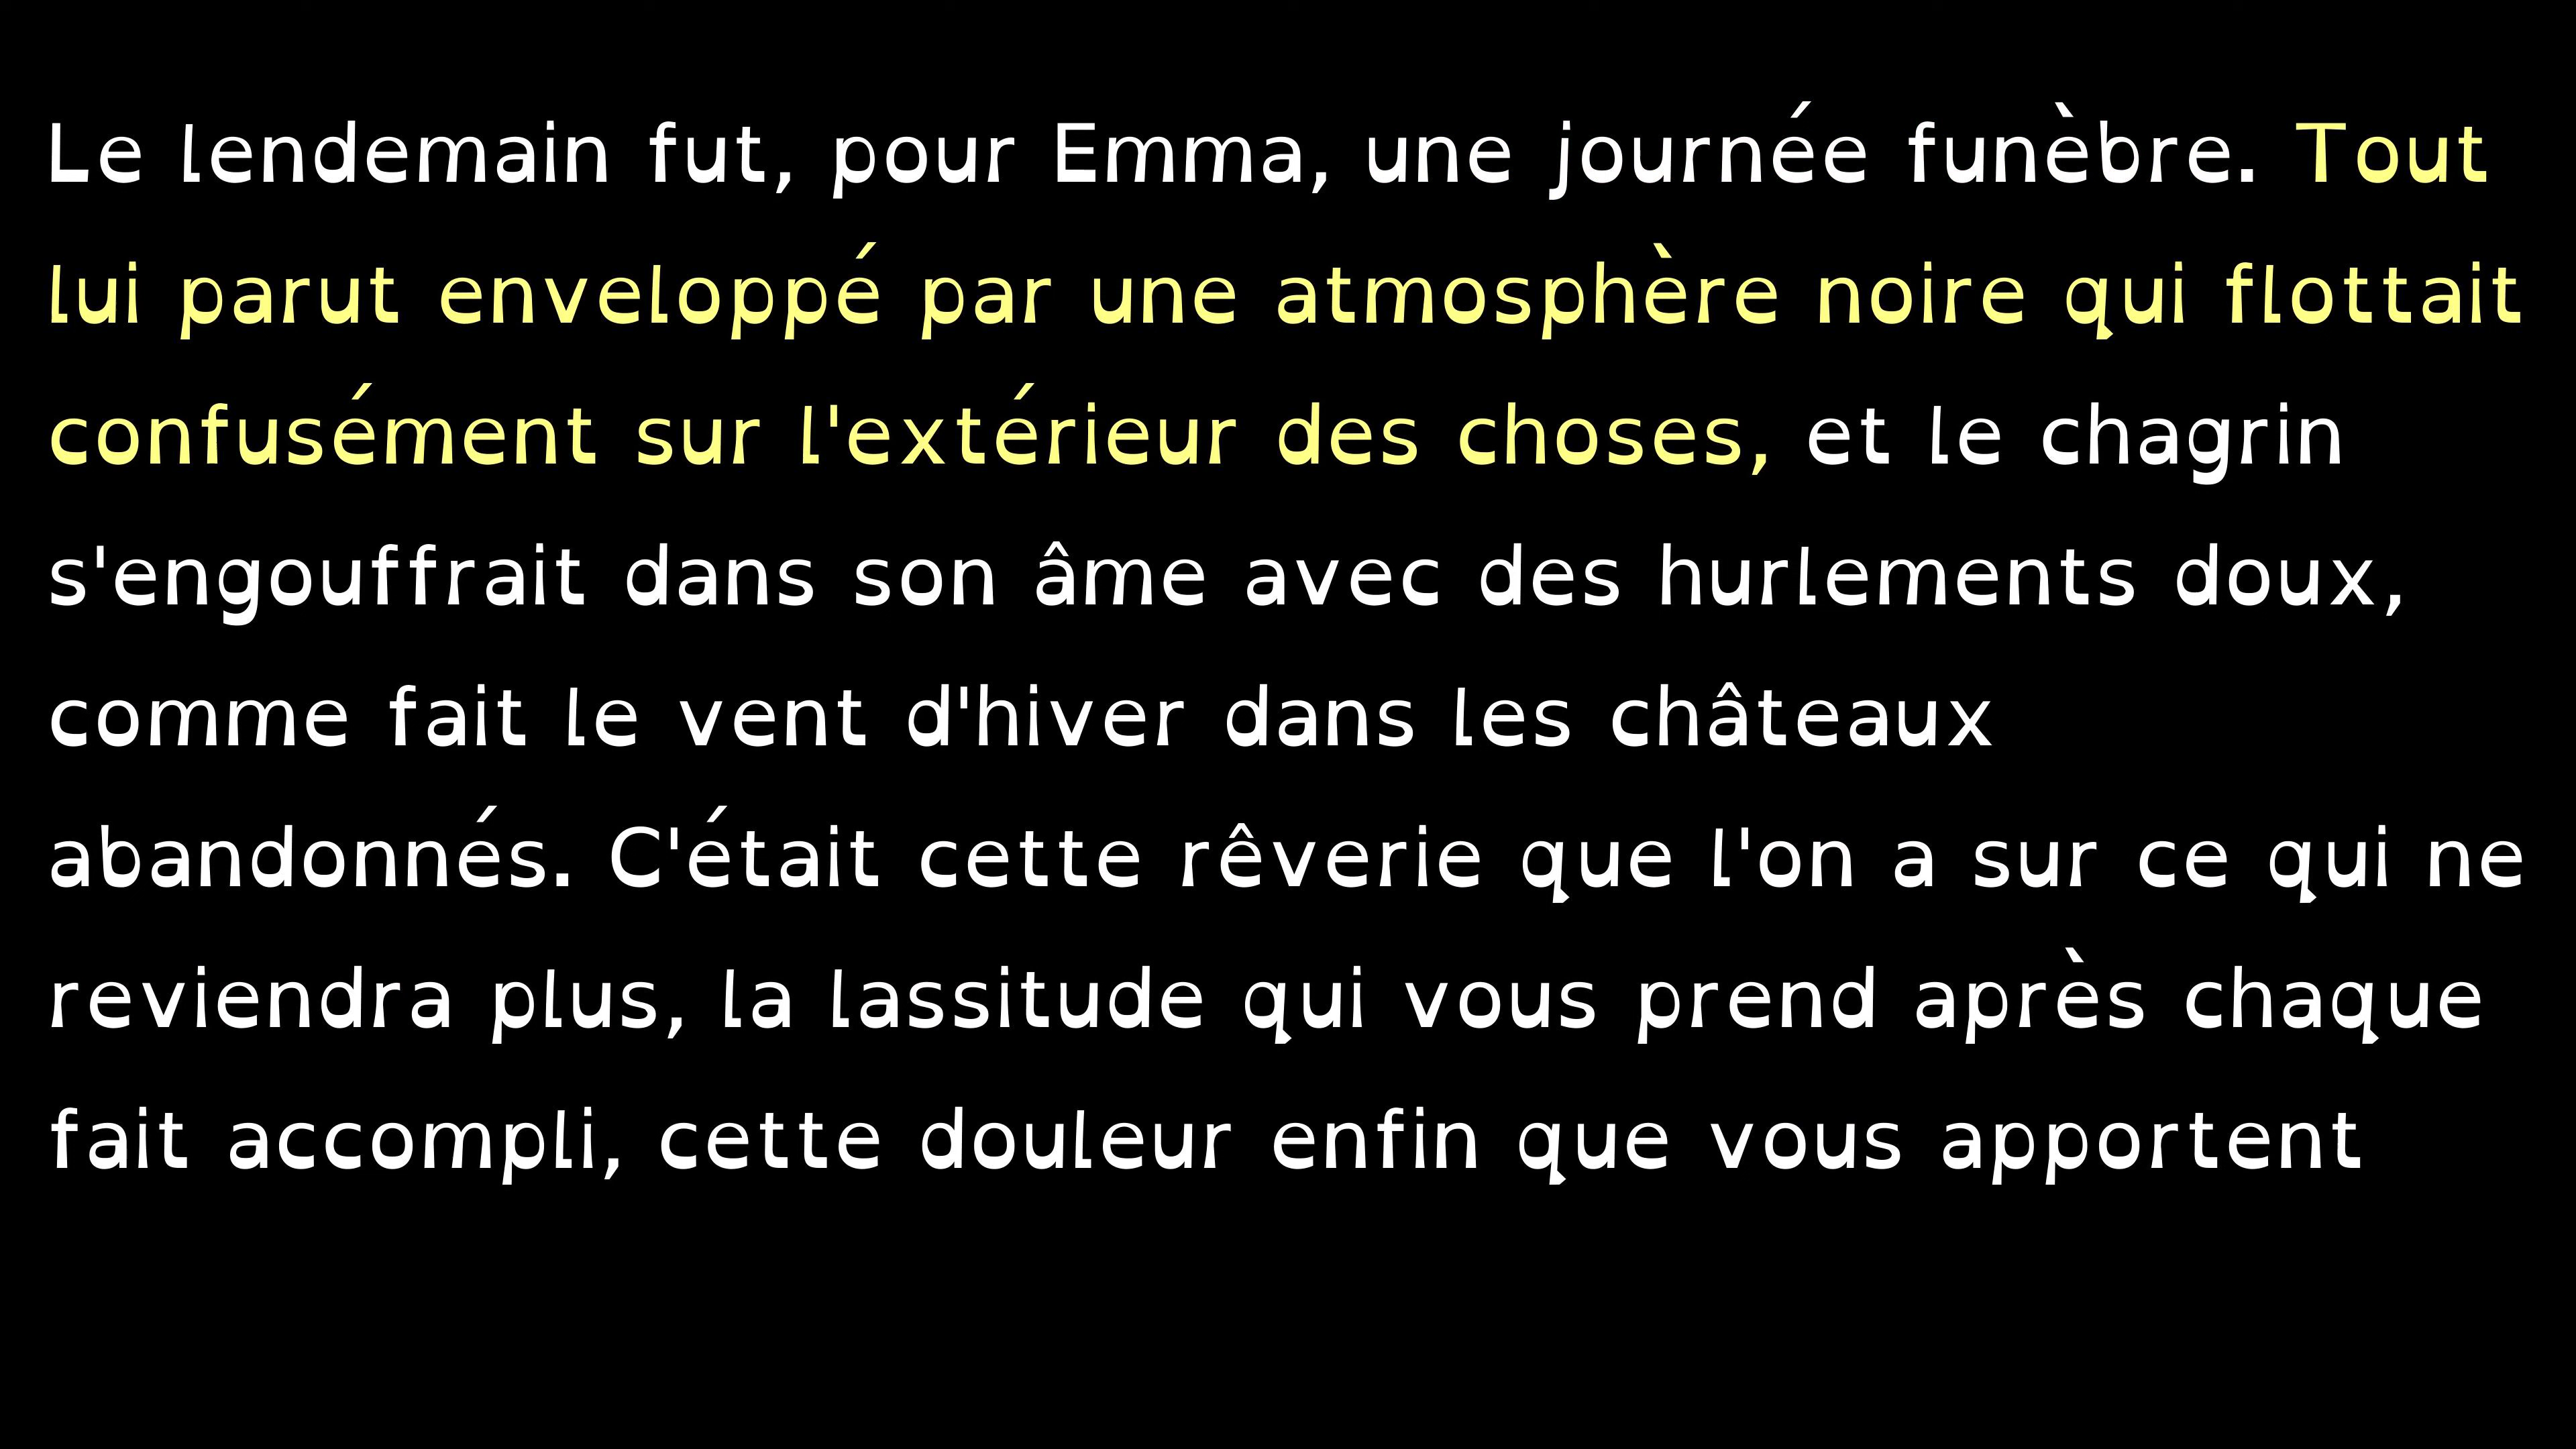 Le lendemain fut, pour Emma, une journée funèbre. Tout
lui parut enveloppé par une atmosphère noire qui flottait
confusément sur l'extérieur des choses, et le chagrin
s'engouffrait dans son âme avec des hurlements doux,
comme fait le vent d'hiver dans les châteaux
abandonnés. C'était cette rêverie que l'on a sur ce qui ne
reviendra plus, la lassitude qui vous prend après chaque
fait accompli, cette douleur enfin que vous apportent